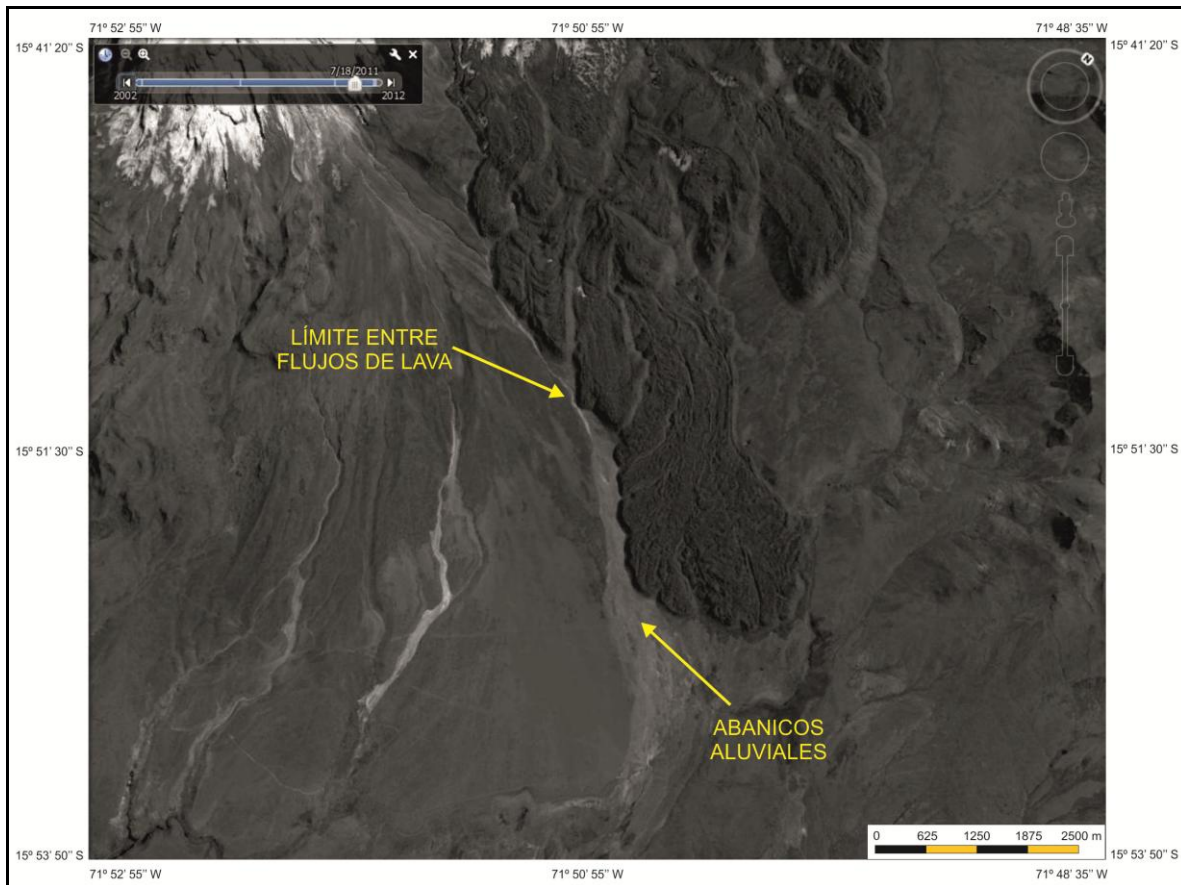 71º 52' 55'' W
71º 50' 55'' W
71º 48' 35'' W
15º 41' 20'' S
15º 41' 20'' S
7/18/2011
2002
2012
LÍMITE ENTRE
FLUJOS DE LAVA
15º 51' 30'' S
15º 51' 30'' S
ABANICOS
ALUVIALES
0 625 1250 1875 2500 m
15º 53' 50'' S
15º 53' 50'' S
71º 52' 55'' W
71º 50' 55'' W
71º 48' 35'' W